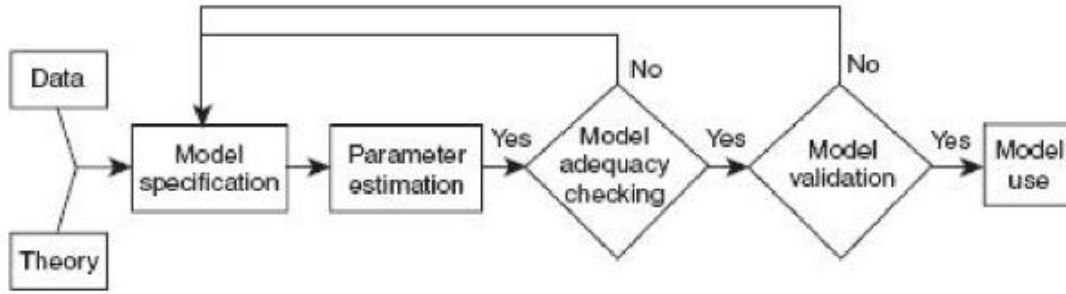 No
No
Data
Yes
Yes
Yes
Model
specification
Parameter
estimation
Model
adequacy
checking
Model
validation
Model
use
Theory